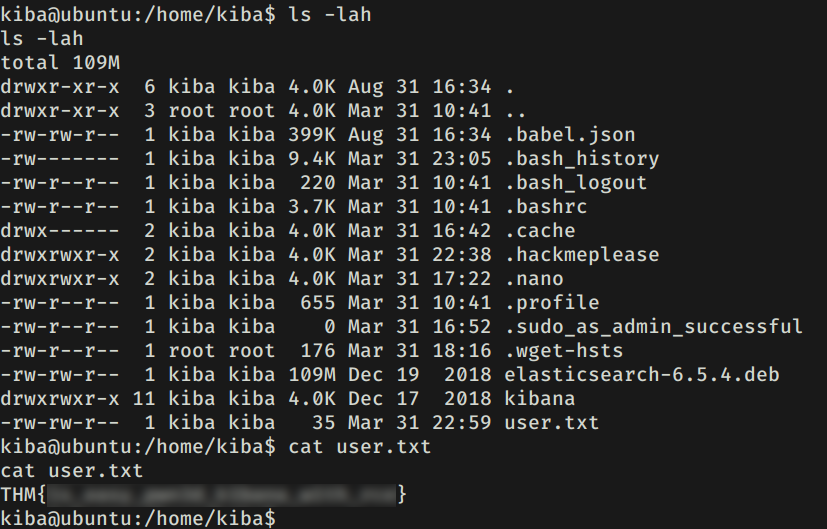 kiba@ubuntu:/home/kiba$ ls -lah
ls -lah
total 109M
drwxr-xr-x  6 kiba kiba 4.0K Aug 31 16:34 .
drwxr-xr-x  3 root root 4.0K Mar 31 10:41 ..
-rw-rw-r--  1 kiba kiba 399K Aug 31 16:34 .babel.json
-rw-------  1 kiba kiba 9.4K Mar 31 23:05 .bash_history
-rw-r--r--  1 kiba kiba  220 Mar 31 10:41 .bash_logout
-rw-r--r--  1 kiba kiba 3.7K Mar 31 10:41 .bashrc
drwx------  2 kiba kiba 4.0K Mar 31 16:42 .cache
drwxrwxr-x  2 kiba kiba 4.0K Mar 31 22:38 .hackmeplease
drwxrwxr-x  2 kiba kiba 4.0K Mar 31 17:22 .nano
-rw-r--r--  1 kiba kiba  655 Mar 31 10:41 .profile
-rw-r--r--  1 kiba kiba    0 Mar 31 16:52 .sudo_as_admin_successful
-rw-r--r--  1 root root  176 Mar 31 18:16 .wget-hsts
-rw-rw-r--  1 kiba kiba 109M Dec 19  2018 elasticsearch-6.5.4.deb
drwxrwxr-x 11 kiba kiba 4.0K Dec 17  2018 kibana
-rw-rw-r--  1 kiba kiba   35 Mar 31 22:59 user.txt
kiba@ubuntu:/home/kiba$ cat user.txt
cat user.txt
THM{}
kiba@ubuntu:/home/kiba$